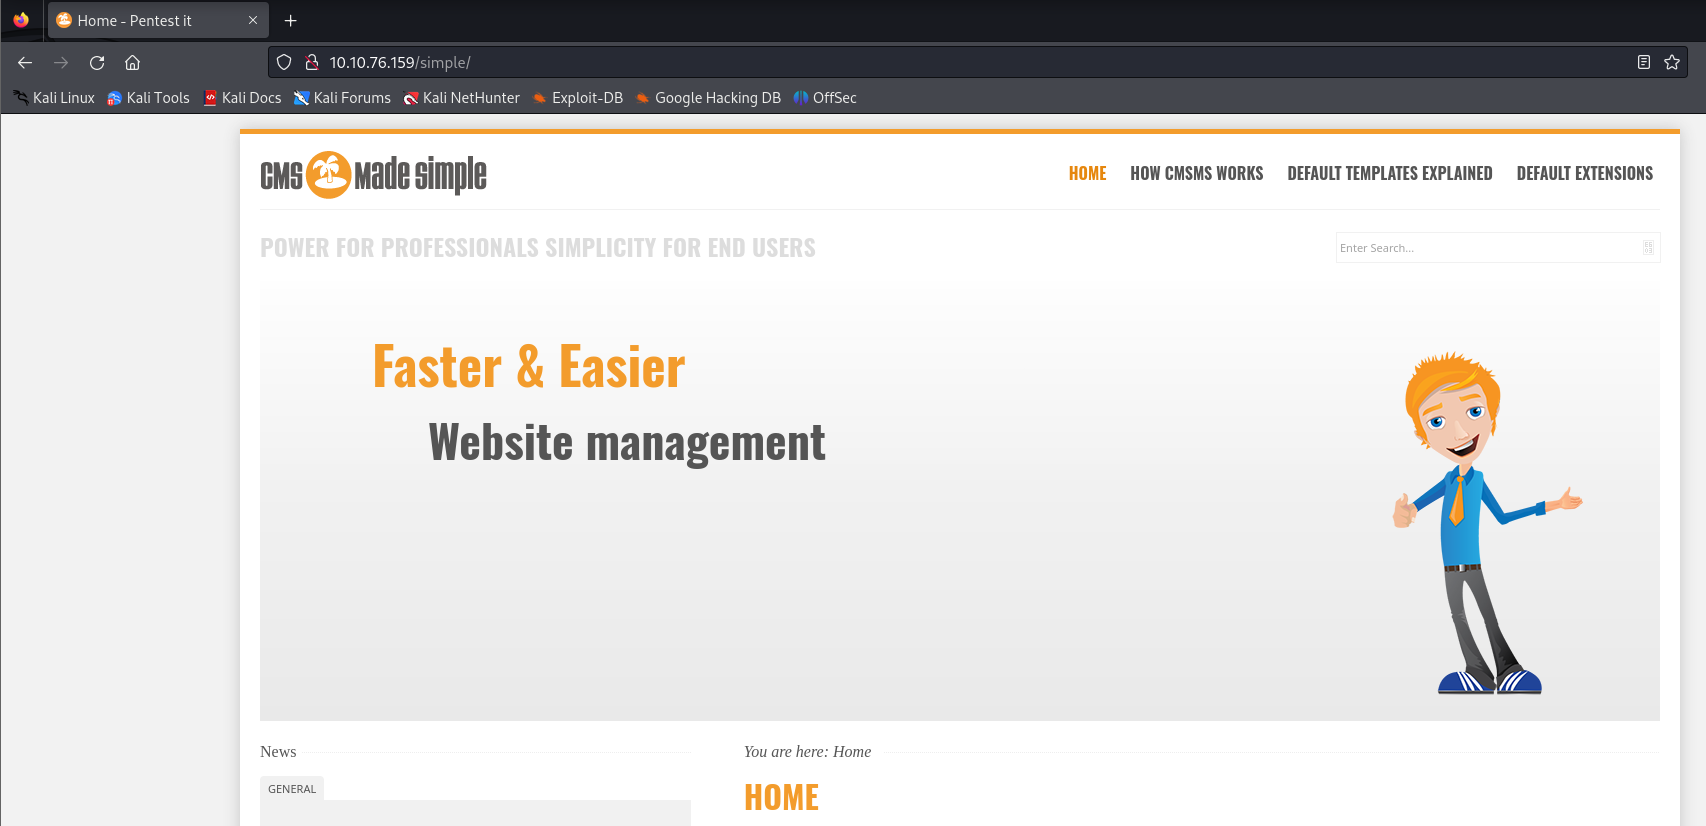 Home - Pentest it
10.10.76.159/simple/
Kali Linux Kali Tools Kali Docs Kali Forums Kali NetHunter Exploit-DB Google Hacking DB OffSec
CMS made simple
HOME HOW CMSMS WORKS DEFAULT TEMPLATES EXPLAINED DEFAULT EXTENSIONS
POWER FOR PROFESSIONALS SIMPLICITY FOR END USERS
Enter Search...
Faster & Easier
Website management
News
GENERAL
You are here: Home
HOME